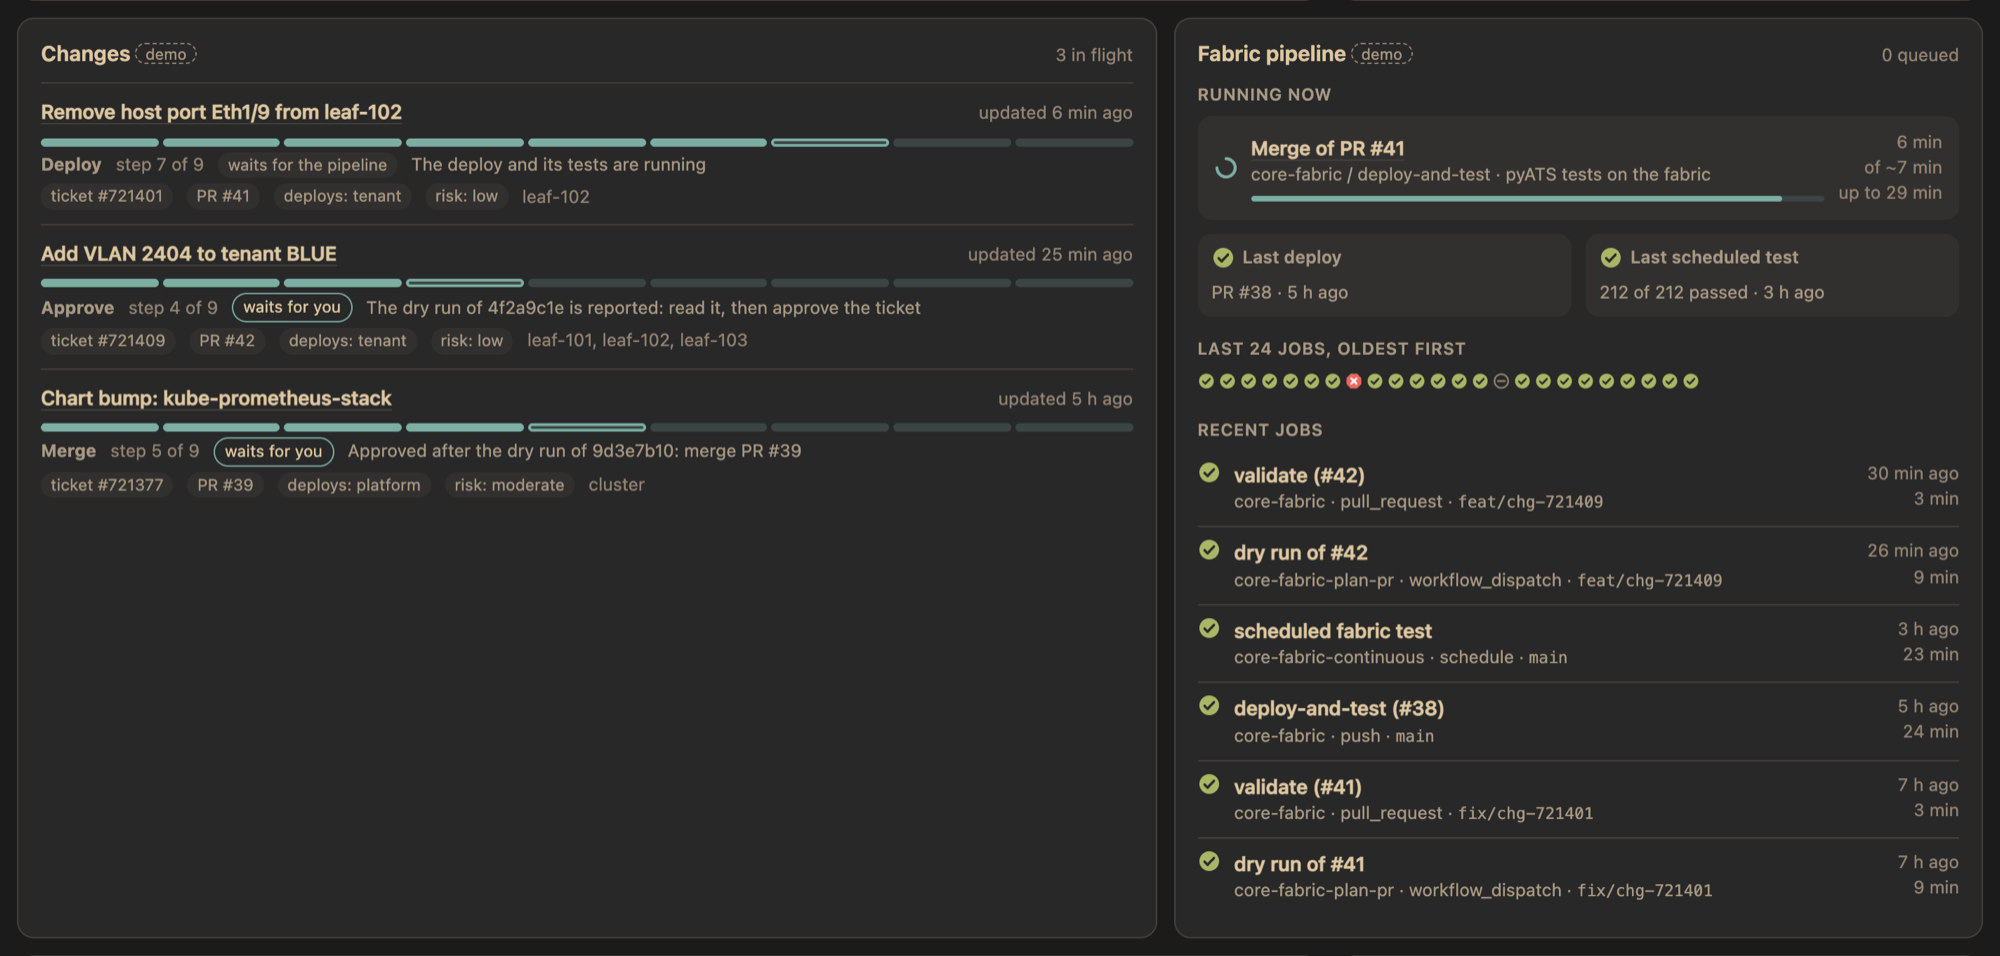 Changes demo 3 in flight
Remove host port Eth1/9 from leaf-102 updated 6 min ago
Deploy step 7 of 9 waits for the pipeline The deploy and its tests are running
ticket #721401 PR #41 deploys: tenant risk: low leaf-102
Add VLAN 2404 to tenant BLUE updated 25 min ago
Approve step 4 of 9 waits for you The dry run of 4f2a9c1e is reported: read it, then approve the ticket
ticket #721409 PR #42 deploys: tenant risk: low leaf-101, leaf-102, leaf-103
Chart bump: kube-prometheus-stack updated 5 h ago
Merge step 5 of 9 waits for you Approved after the dry run of 9d3e7b10: merge PR #39
ticket #721377 PR #39 deploys: platform risk: moderate cluster
Fabric pipeline demo 0 queued
RUNNING NOW
Merge of PR #41 6 min
core-fabric / deploy-and-test · pyATS tests on the fabric of ~7 min
up to 29 min
Last deploy
PR #38 · 5 h ago
Last scheduled test
212 of 212 passed · 3 h ago
LAST 24 JOBS, OLDEST FIRST
RECENT JOBS
validate (#42) 30 min ago
core-fabric · pull_request · feat/chg-721409 3 min
dry run of #42 26 min ago
core-fabric-plan-pr · workflow_dispatch · feat/chg-721409 9 min
scheduled fabric test 3 h ago
core-fabric-continuous · schedule · main 23 min
deploy-and-test (#38) 5 h ago
core-fabric · push · main 24 min
validate (#41) 7 h ago
core-fabric · pull_request · fix/chg-721401 3 min
dry run of #41 7 h ago
core-fabric-plan-pr · workflow_dispatch · fix/chg-721401 9 min